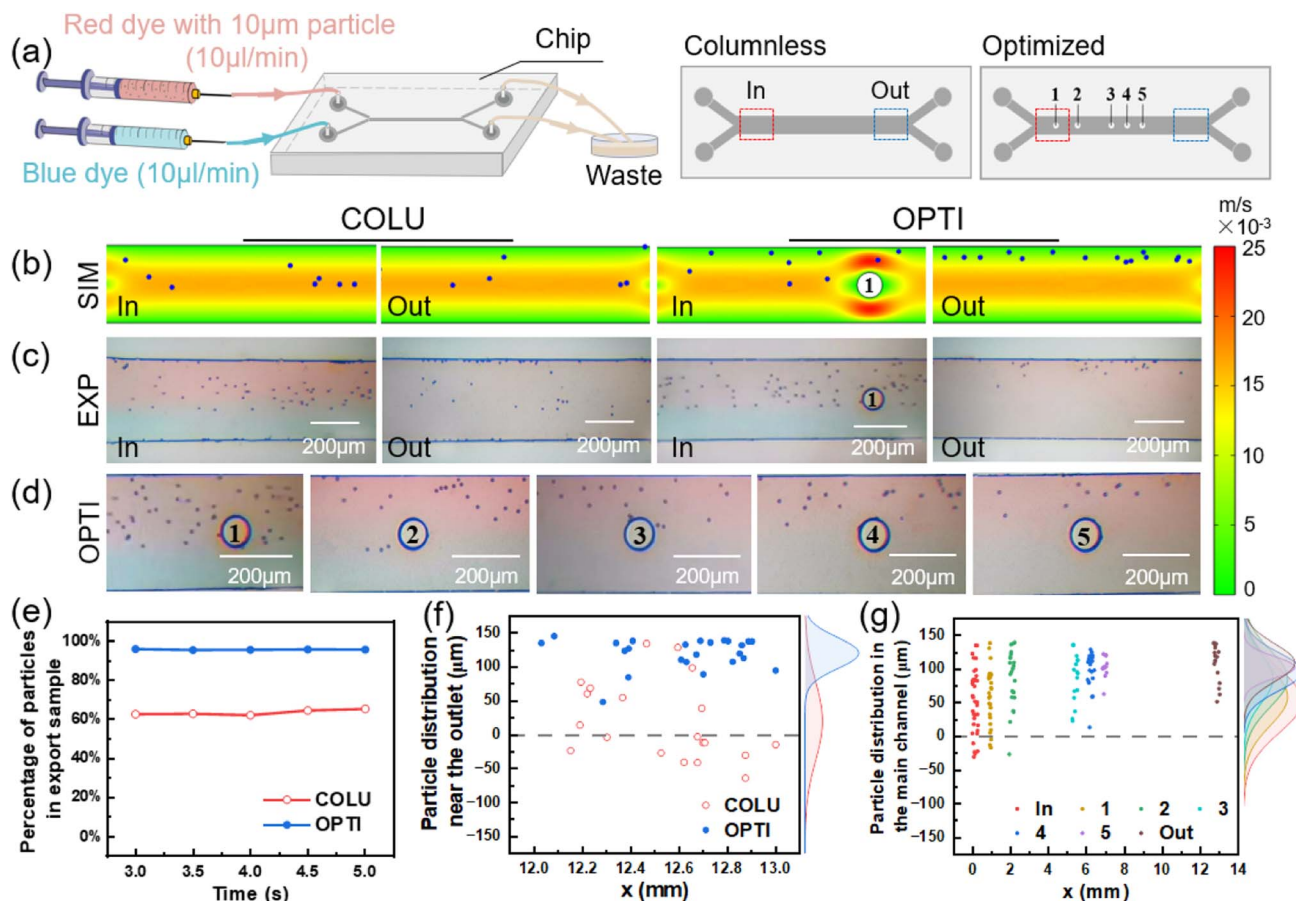 (a)
Red dye with 10µm particle
(10µl/min)
Chip
Blue dye (10µl/min)
Waste
Columnless
In
Out
Optimized
1 2 3 4 5
COLU
OPTI
m/s
×10-3
25
20
15
10
5
0
(b)
SIM
In
Out
In
1
Out
(c)
EXP
In
200µm
Out
200µm
In
1
200µm
Out
200µm
(d)
OPTI
1
200µm
2
200µm
3
200µm
4
200µm
5
200µm
(e)
Percentage of particles
in export sample
100%
80%
60%
40%
20%
0%
COLU
OPTI
3.0 3.5 4.0 4.5 5.0
Time (s)
(f)
Particle distribution
near the outlet (µm)
150
100
50
0
−50
−100
−150
COLU
OPTI
12.0 12.2 12.4 12.6 12.8 13.0
x (mm)
(g)
Particle distribution in
the main channel (µm)
150
100
50
0
−50
−100
−150
In 1 2 3
4 5 Out
0 2 4 6 8 10 12 14
x (mm)